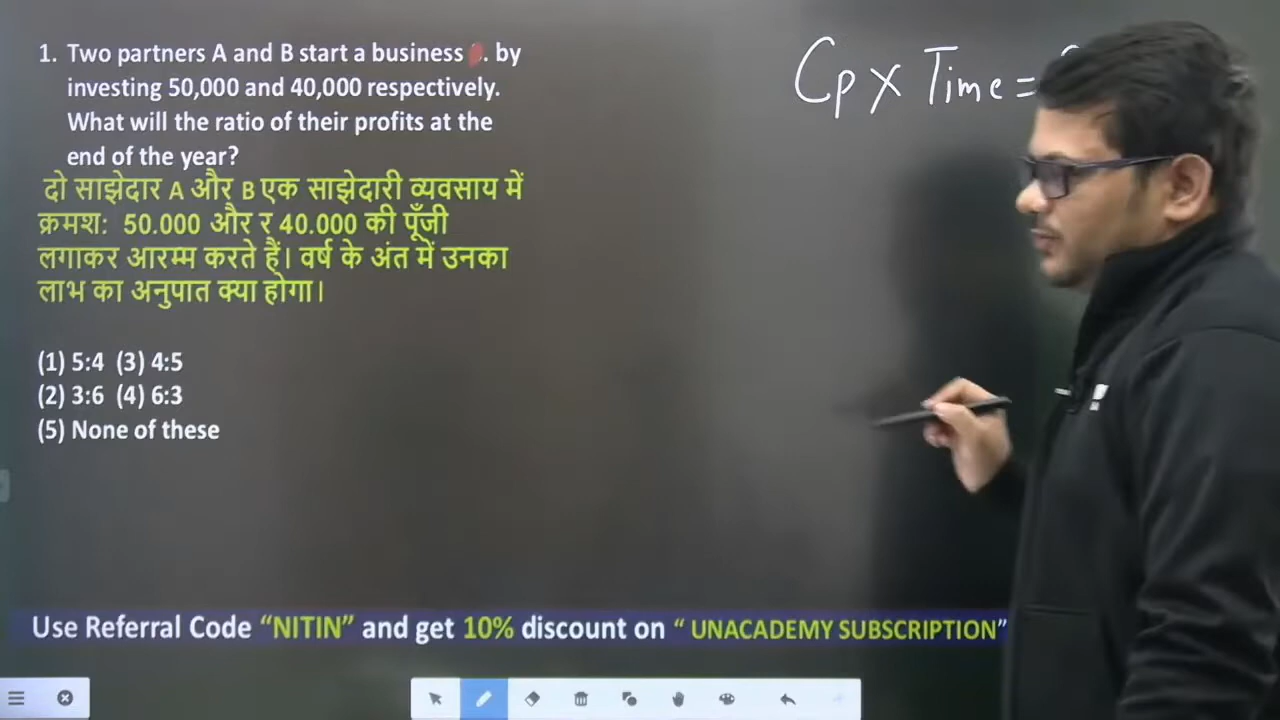 1. Two partners A and B start a business . by
investing 50,000 and 40,000 respectively.
What will the ratio of their profits at the
end of the year?
दो साझेदार A और B एक साझेदारी व्यवसाय में
क्रमश: 50.000 और र 40.000 की पूँजी
लगाकर आरम्म करते हैं। वर्ष के अंत में उनका
लाभ का अनुपात क्या होगा।
(1) 5:4 (3) 4:5
(2) 3:6 (4) 6:3
(5) None of these
Cp X Time =
Use Referral Code “NITIN” and get 10% discount on “ UNACADEMY SUBSCRIPTION”